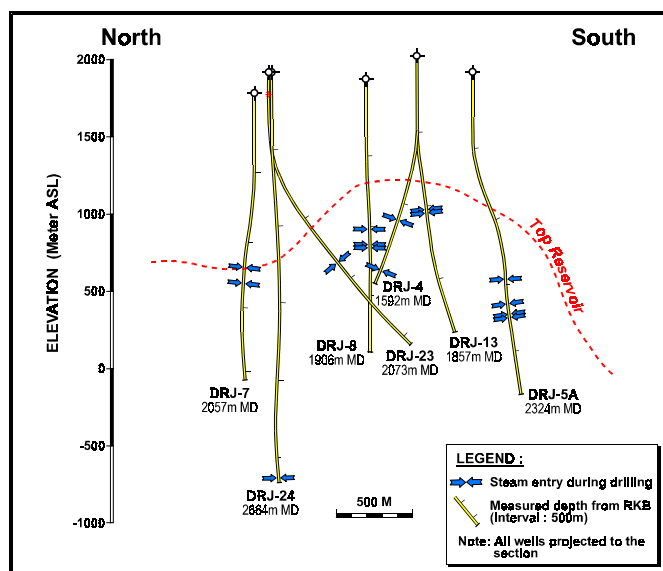 North
South
2000
1500
1000
500
0
-500
-1000
ELEVATION (Meter ASL)
Top Reservoir
DRJ-4
1592m MD
DRJ-13
1857m MD
DRJ-8
1906m MD
DRJ-23
2073m MD
DRJ-7
2057m MD
DRJ-5A
2324m MD
DRJ-24
2664m MD
500 M
LEGEND :
Steam entry during drilling
Measured depth from RKB
(Interval : 500m)
Note: All wells projected to the
section